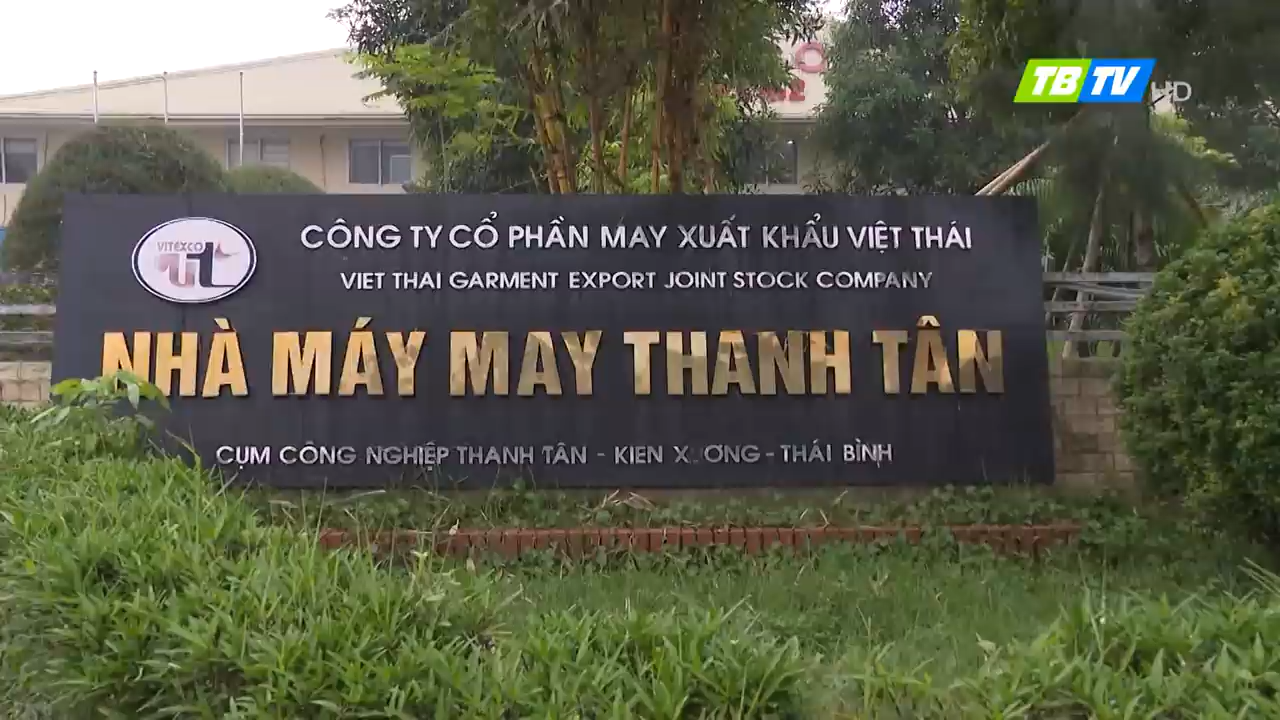 TBTV HD
VITEXCO
CÔNG TY CỔ PHẦN MAY XUẤT KHẨU VIỆT THÁI
VIET THAI GARMENT EXPORT JOINT STOCK COMPANY
NHÀ MÁY MAY THANH TÂN
CỤM CÔNG NGHIỆP THANH TÂN - KIEN X ƠNG - THÁI BÌNH